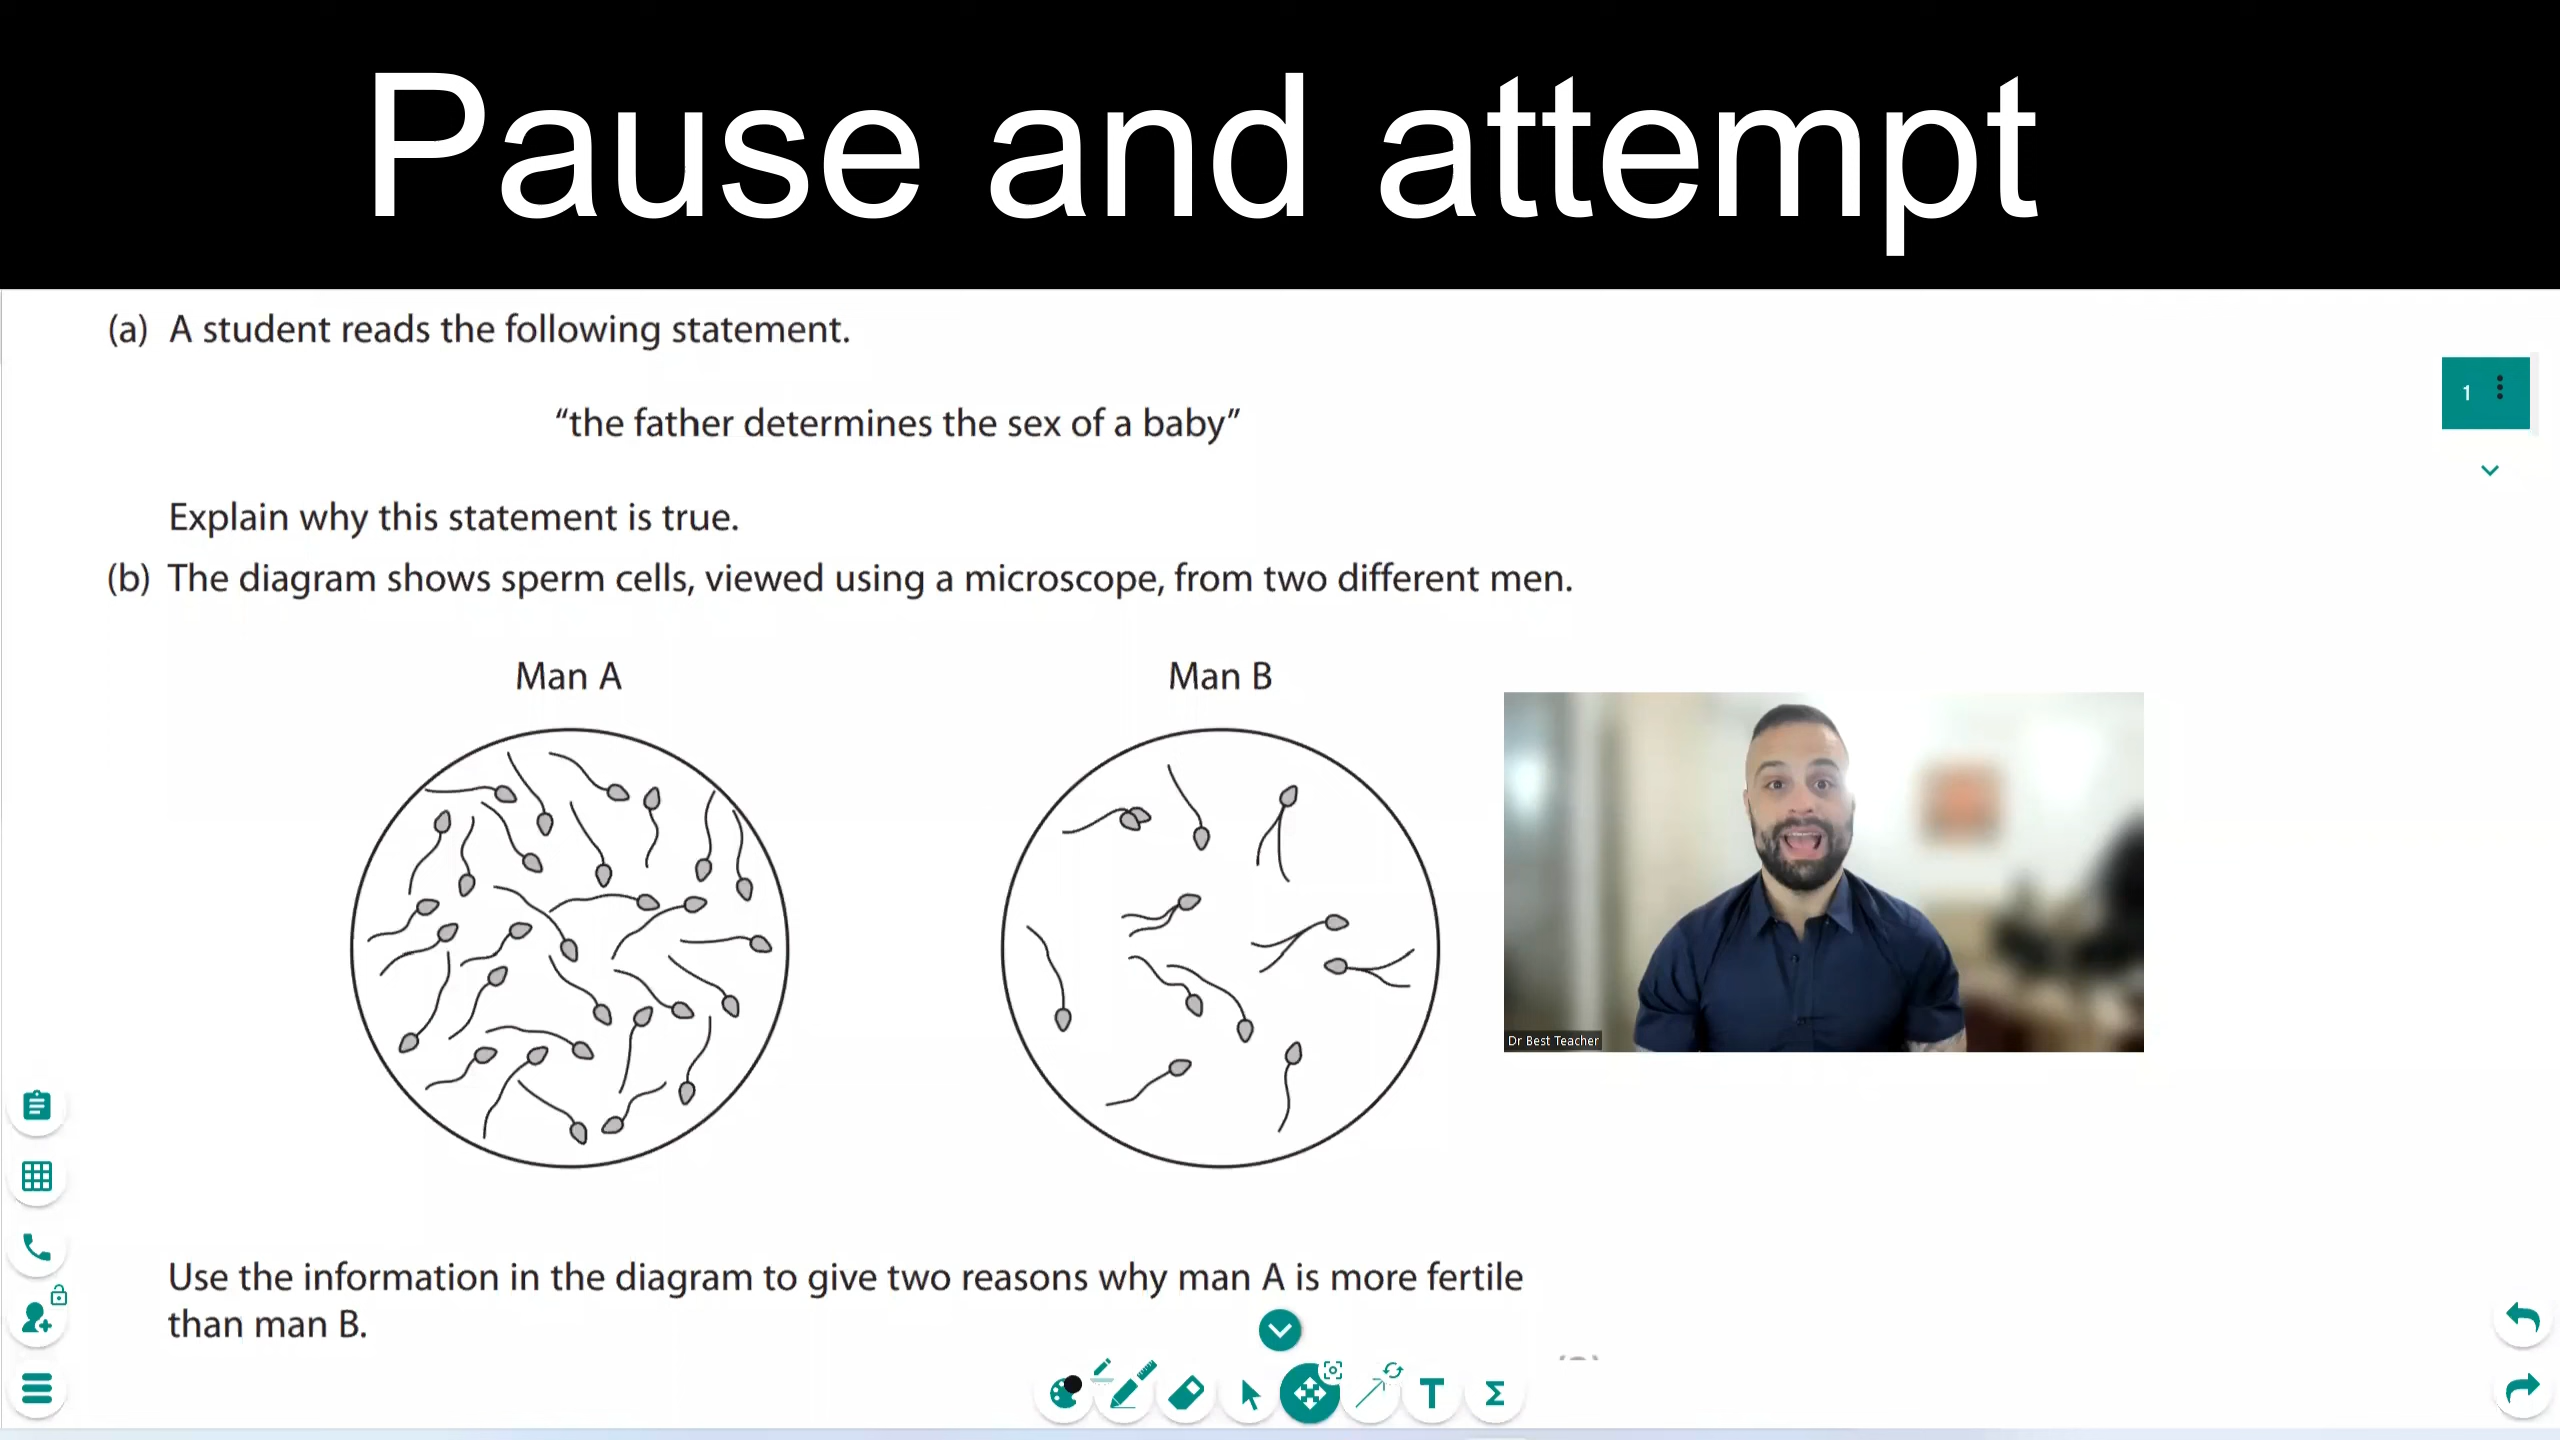 Pause and attempt
(a) A student reads the following statement.
1
“the father determines the sex of a baby”
Explain why this statement is true.
(b) The diagram shows sperm cells, viewed using a microscope, from two different men.
Man A
Man B
Dr Best Teacher
Use the information in the diagram to give two reasons why man A is more fertile
than man B.
T
Σ